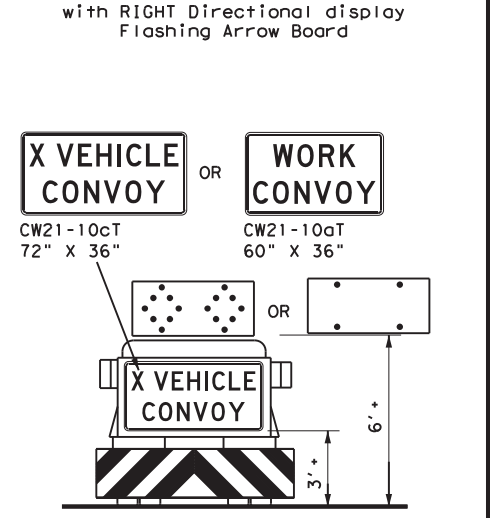 with RIGHT Directional display
Flashing Arrow Board
X VEHICLE
CONVOY
OR
WORK
CONVOY
CW21-10cT
72" X 36"
CW21-10aT
60" X 36"
OR
X VEHICLE
CONVOY
6' +
3' +